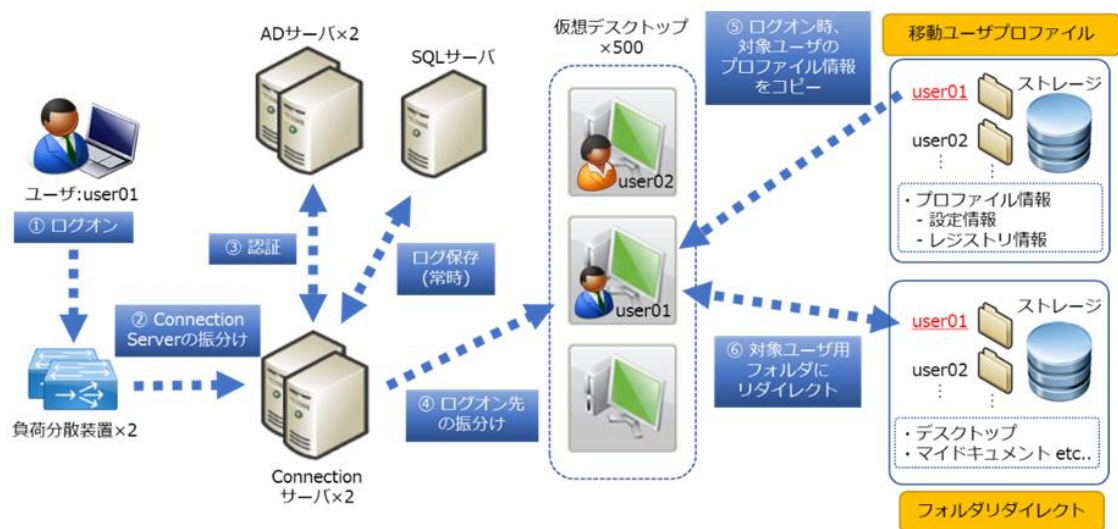 ADサーバ×2
SQLサーバ
ユーザ:user01
① ログオン
② Connection
Serverの振分け
③ 認証
ログ保存
(常時)
負荷分散装置×2
Connection
サーバ×2
④ ログオン先
の振分け
仮想デスクトップ
×500
user02
user01
⑤ ログオン時、
対象ユーザの
プロファイル情報
をコピー
⑥ 対象ユーザ用
フォルダに
リダイレクト
移動ユーザプロファイル
user01
ストレージ
user02
⋮
⋮
・プロファイル情報
- 設定情報
- レジストリ情報
user01
ストレージ
user02
⋮
⋮
・デスクトップ
・マイドキュメント etc..
フォルダリダイレクト